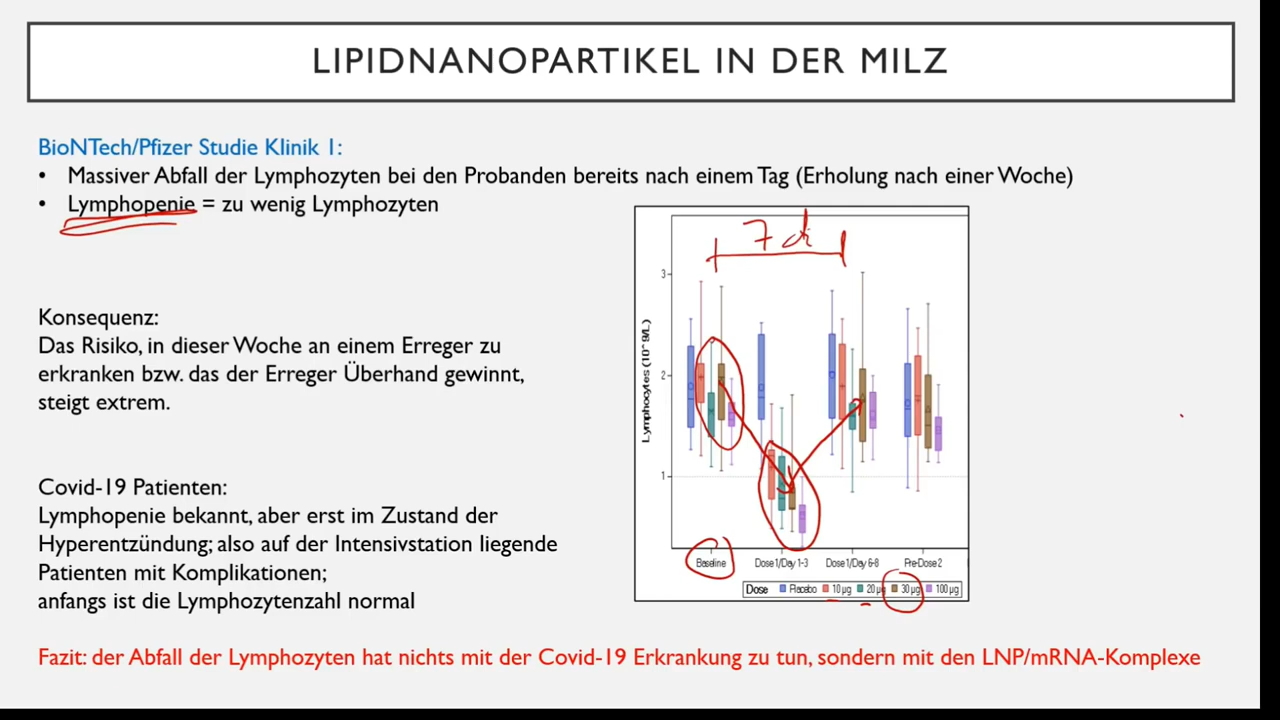 LIPIDNANOPARTIKEL IN DER MILZ
BioNTech/Pfizer Studie Klinik 1:
• Massiver Abfall der Lymphozyten bei den Probanden bereits nach einem Tag (Erholung nach einer Woche)
• Lymphopenie = zu wenig Lymphozyten
Konsequenz:
Das Risiko, in dieser Woche an einem Erreger zu
erkranken bzw. das der Erreger Überhand gewinnt,
steigt extrem.
Covid-19 Patienten:
Lymphopenie bekannt, aber erst im Zustand der
Hyperentzündung; also auf der Intensivstation liegende
Patienten mit Komplikationen;
anfangs ist die Lymphozytenzahl normal
7 d
Lymphocytes (10^9/L)
3
2
1
Baseline Dose 1/Day 1-3 Dose 1/Day 6-8 Pre-Dose 2
Dose Placebo 10 µg 20 µg 30 µg 100 µg
Fazit: der Abfall der Lymphozyten hat nichts mit der Covid-19 Erkrankung zu tun, sondern mit den LNP/mRNA-Komplexe